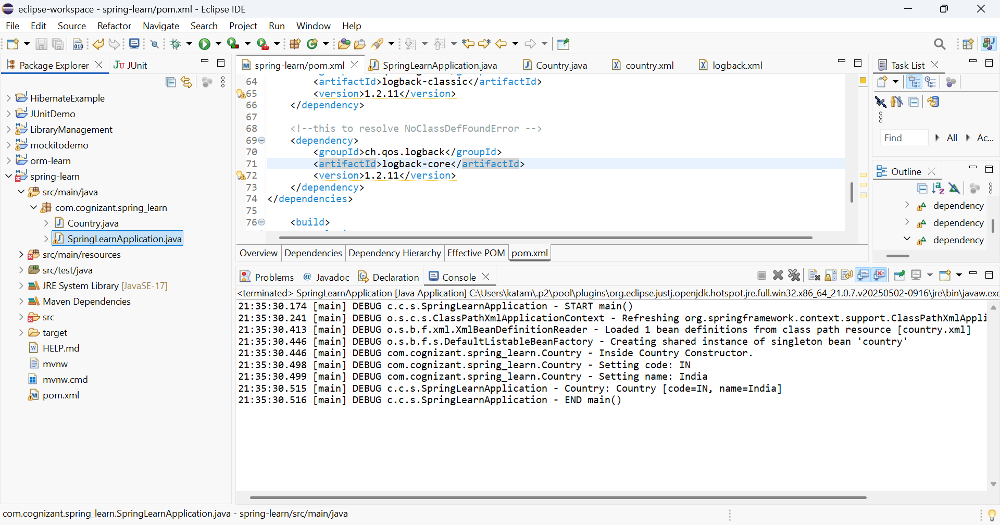 eclipse-workspace - spring-learn/pom.xml - Eclipse IDE
File Edit Source Refactor Navigate Search Project Run Window Help
Package Explorer
JUnit
HibernateExample
JUnitDemo
LibraryManagement
mockitodemo
orm-learn
spring-learn
src/main/java
com.cognizant.spring_learn
Country.java
SpringLearnApplication.java
src/main/resources
src/test/java
JRE System Library [JavaSE-17]
Maven Dependencies
src
target
HELP.md
mvnw
mvnw.cmd
pom.xml
spring-learn/pom.xml SpringLearnApplication.java Country.java country.xml logback.xml
64 <artifactId>logback-classic</artifactId>
65 <version>1.2.11</version>
66 </dependency>
67
68 <!--this to resolve NoClassDefFoundError -->
69 <dependency>
70 <groupId>ch.qos.logback</groupId>
71 <artifactId>logback-core</artifactId>
72 <version>1.2.11</version>
73 </dependency>
74 </dependencies>
75
76 <build>
Overview Dependencies Dependency Hierarchy Effective POM pom.xml
Task List
Find All Ac...
Outline
dependency
dependency
dependency
Problems Javadoc Declaration Console
<terminated> SpringLearnApplication [Java Application] C:\Users\katam\.p2\pool\plugins\org.eclipse.justj.openjdk.hotspot.jre.full.win32.x86_64_21.0.7.v20250502-0916\jre\bin\javaw.exe
21:35:30.174 [main] DEBUG c.c.s.SpringLearnApplication - START main()
21:35:30.241 [main] DEBUG o.s.c.s.ClassPathXmlApplicationContext - Refreshing org.springframework.context.support.ClassPathXmlAppli
21:35:30.413 [main] DEBUG o.s.b.f.xml.XmlBeanDefinitionReader - Loaded 1 bean definitions from class path resource [country.xml]
21:35:30.446 [main] DEBUG o.s.b.f.s.DefaultListableBeanFactory - Creating shared instance of singleton bean 'country'
21:35:30.446 [main] DEBUG com.cognizant.spring_learn.Country - Inside Country Constructor.
21:35:30.498 [main] DEBUG com.cognizant.spring_learn.Country - Setting code: IN
21:35:30.499 [main] DEBUG com.cognizant.spring_learn.Country - Setting name: India
21:35:30.515 [main] DEBUG c.c.s.SpringLearnApplication - Country: Country [code=IN, name=India]
21:35:30.516 [main] DEBUG c.c.s.SpringLearnApplication - END main()
com.cognizant.spring_learn.SpringLearnApplication.java - spring-learn/src/main/java